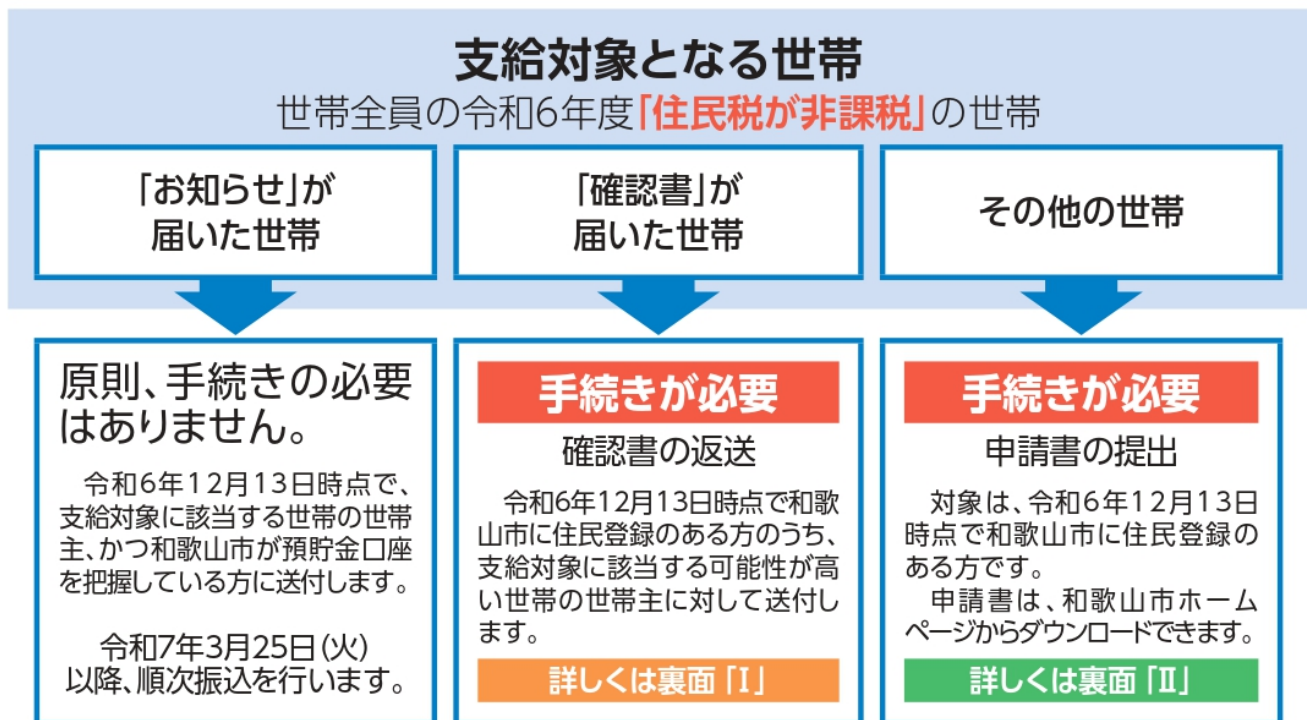 支給対象となる世帯
世帯全員の令和6年度「住民税が非課税」の世帯
「お知らせ」が
届いた世帯
原則、手続きの必要
はありません。
令和6年12月13日時点で、
支給対象に該当する世帯の世帯
主、かつ和歌山市が預貯金口座
を把握している方に送付します。
令和7年3月25日(火)
以降、順次振込を行います。
「確認書」が
届いた世帯
手続きが必要
確認書の返送
令和6年12月13日時点で和歌
山市に住民登録のある方のうち、
支給対象に該当する可能性が高
い世帯の世帯主に対して送付し
ます。
詳しくは裏面「Ⅰ」
その他の世帯
手続きが必要
申請書の提出
対象は、令和6年12月13日
時点で和歌山市に住民登録の
ある方です。
申請書は、和歌山市ホーム
ページからダウンロードできます。
詳しくは裏面「Ⅱ」